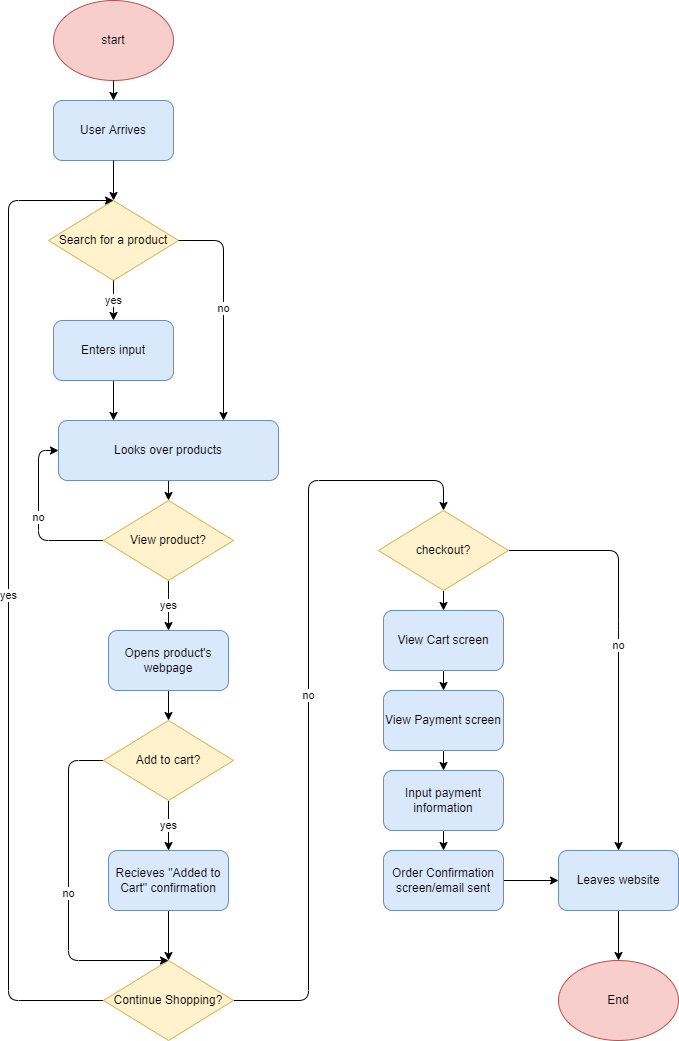 start
User Arrives
Search for a product
yes
no
Enters input
Looks over products
no
View product?
yes
yes
Opens product's
webpage
Add to cart?
yes
no
Recieves "Added to
Cart" confirmation
Continue Shopping?
no
checkout?
no
View Cart screen
View Payment screen
Input payment
information
Order Confirmation
screen/email sent
Leaves website
End